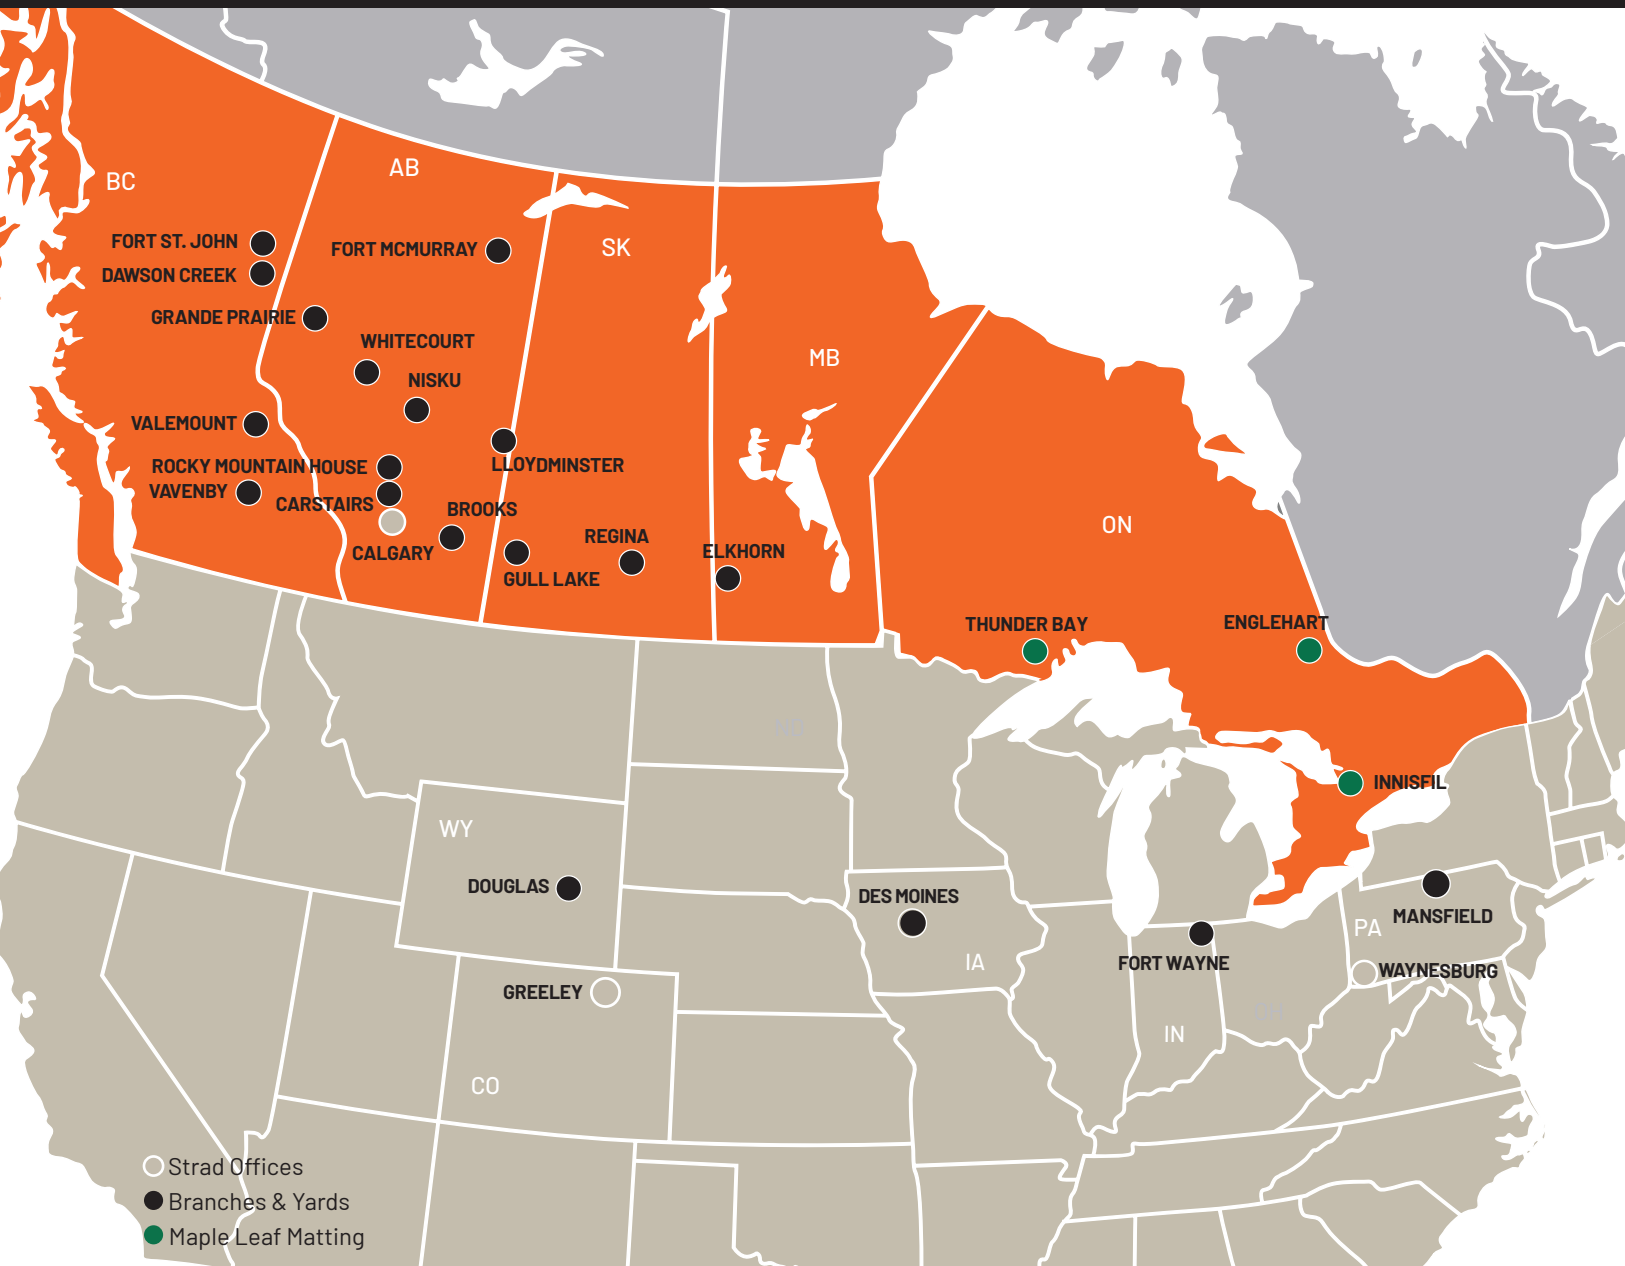 BC
AB
FORT ST. JOHN
FORT MCMURRAY
SK
DAWSON CREEK
GRANDE PRAIRIE
WHITECOURT
MB
NISKU
VALEMOUNT
ROCKY MOUNTAIN HOUSE
LLOYDMINSTER
VAVENBY
CARSTAIRS
BROOKS
ON
REGINA
CALGARY
ELKHORN
GULL LAKE
THUNDER BAY
ENGLEHART
ND
INNISFIL
WY
DOUGLAS
DES MOINES
MANSFIELD
PA
IA
FORT WAYNE
WAYNESBURG
GREELEY
OH
IN
CO
Strad Offices
Branches & Yards
Maple Leaf Matting